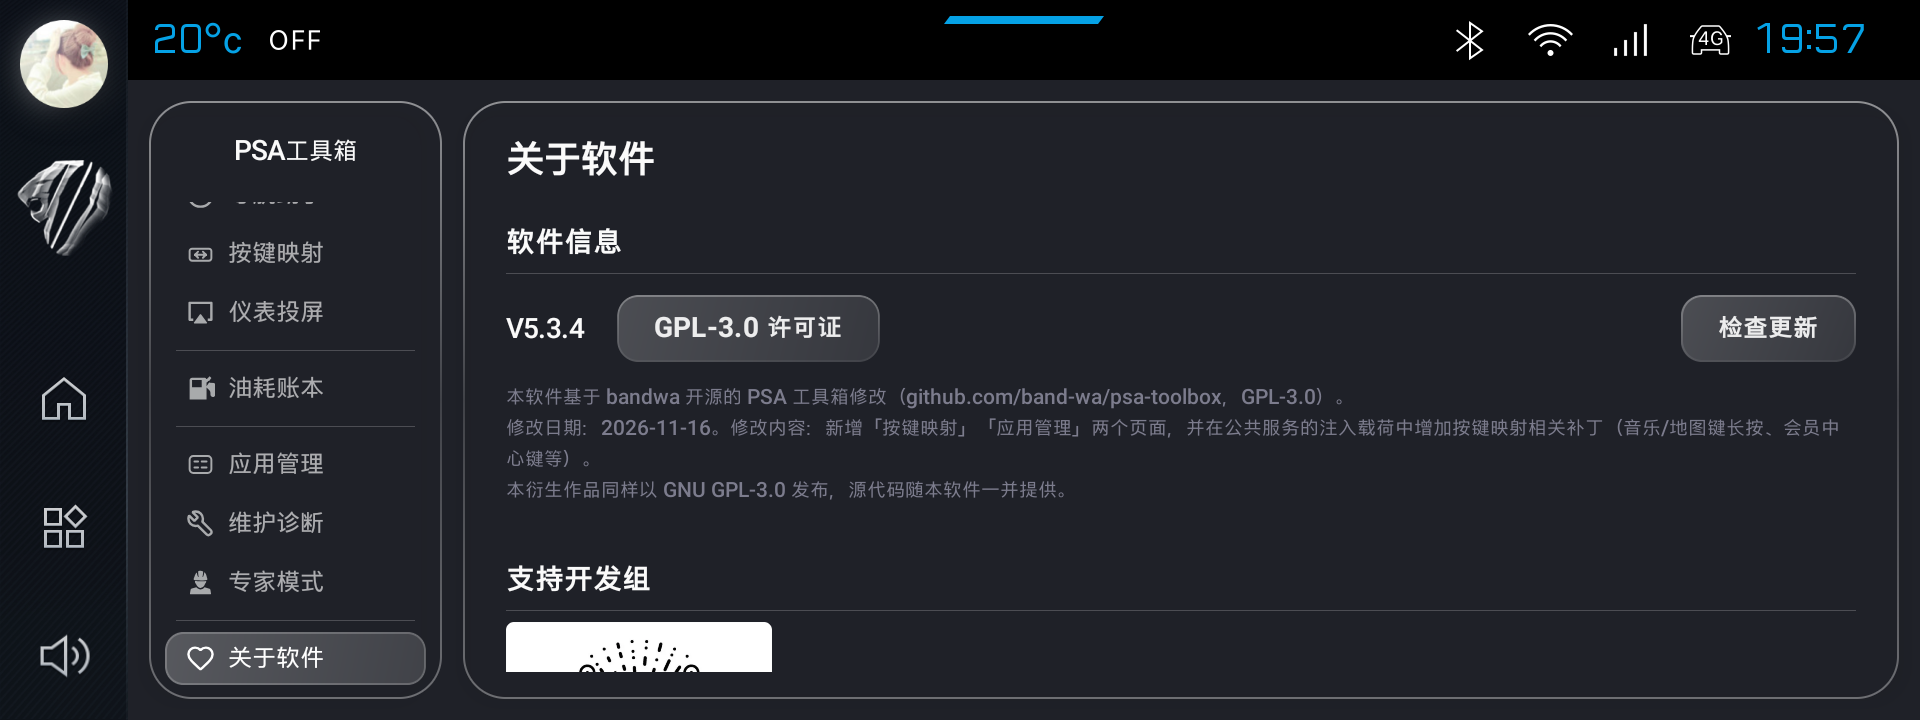 20°c OFF
4G
19:57
PSA工具箱
按键映射
仪表投屏
油耗账本
应用管理
维护诊断
专家模式
关于软件
关于软件
软件信息
V5.3.4
GPL-3.0 许可证
检查更新
本软件基于 bandwa 开源的 PSA 工具箱修改（github.com/band-wa/psa-toolbox，GPL-3.0）。
修改日期：2026-11-16。修改内容：新增「按键映射」「应用管理」两个页面，并在公共服务的注入载荷中增加按键映射相关补丁（音乐/地图键长按、会员中
心键等）。
本衍生作品同样以 GNU GPL-3.0 发布，源代码随本软件一并提供。
支持开发组